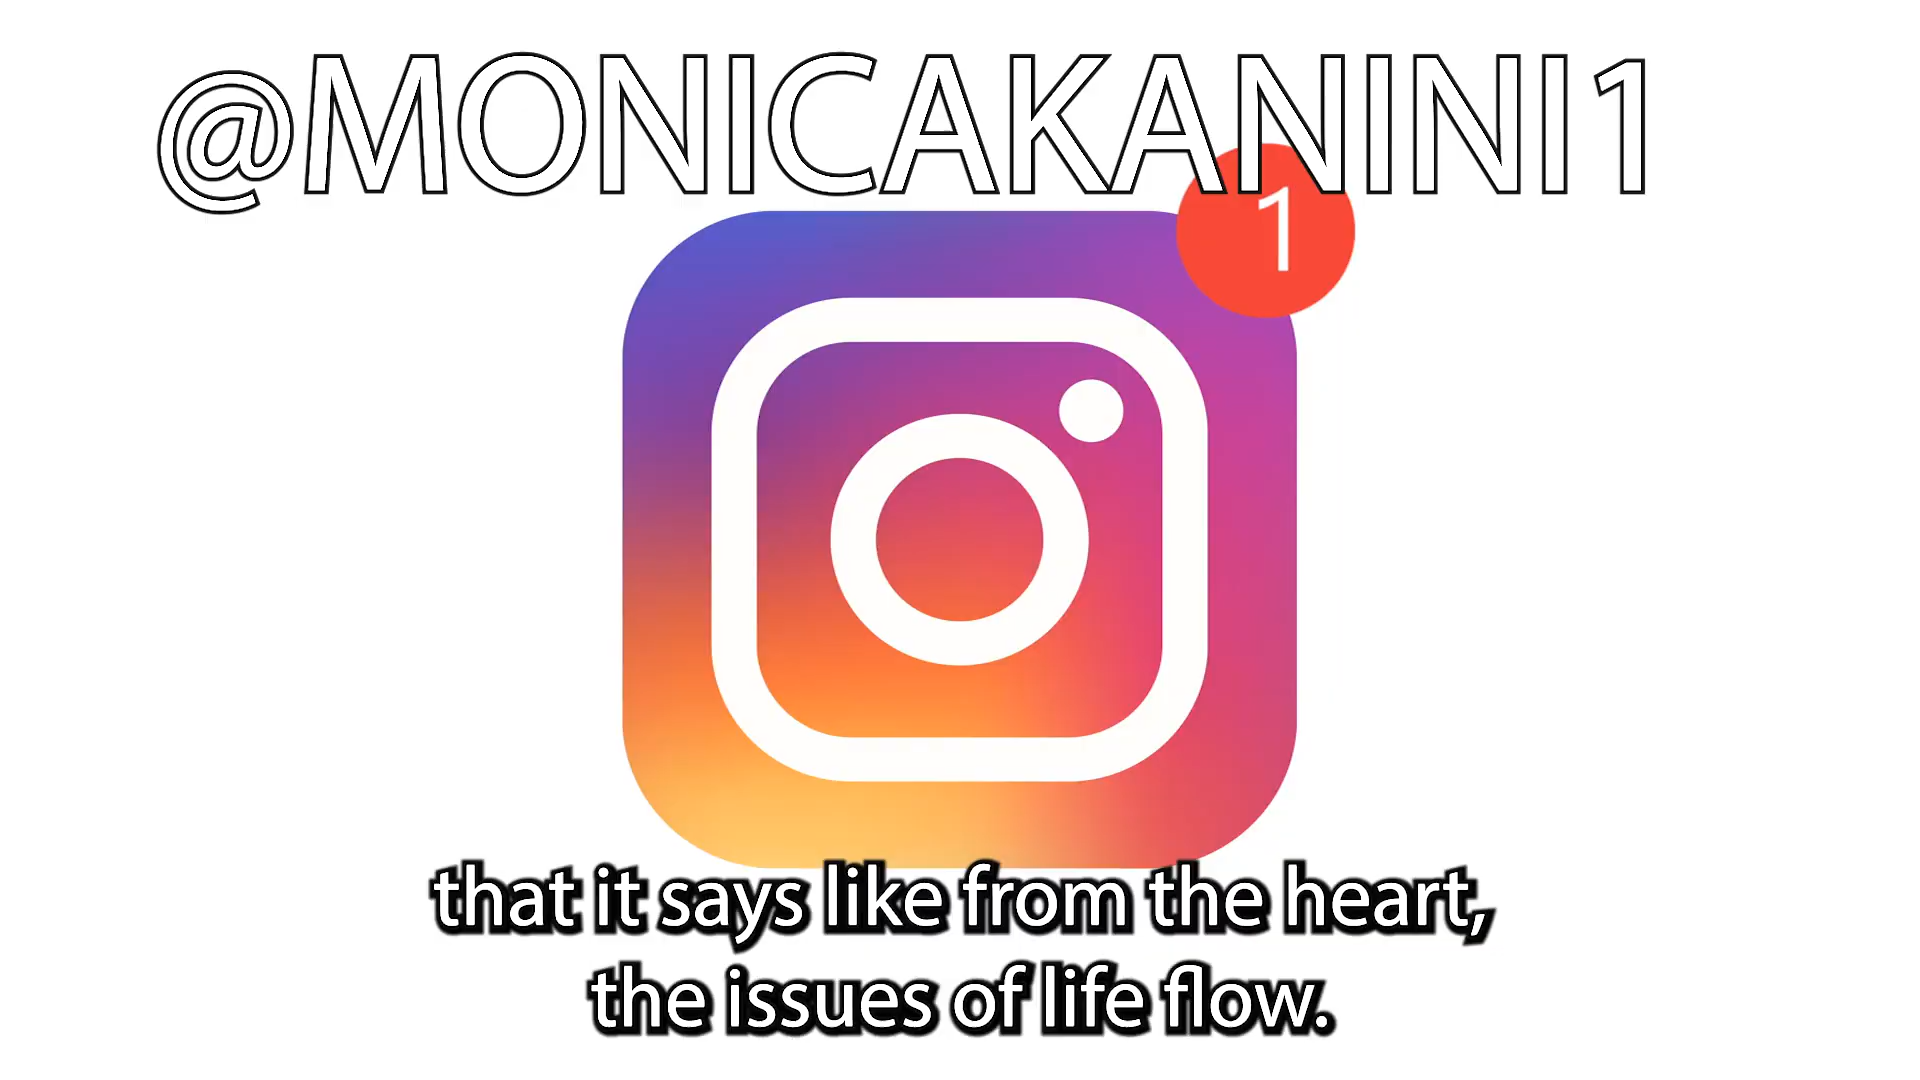 @MONICAKANINI1
1
that it says like from the heart,
the issues of life flow.